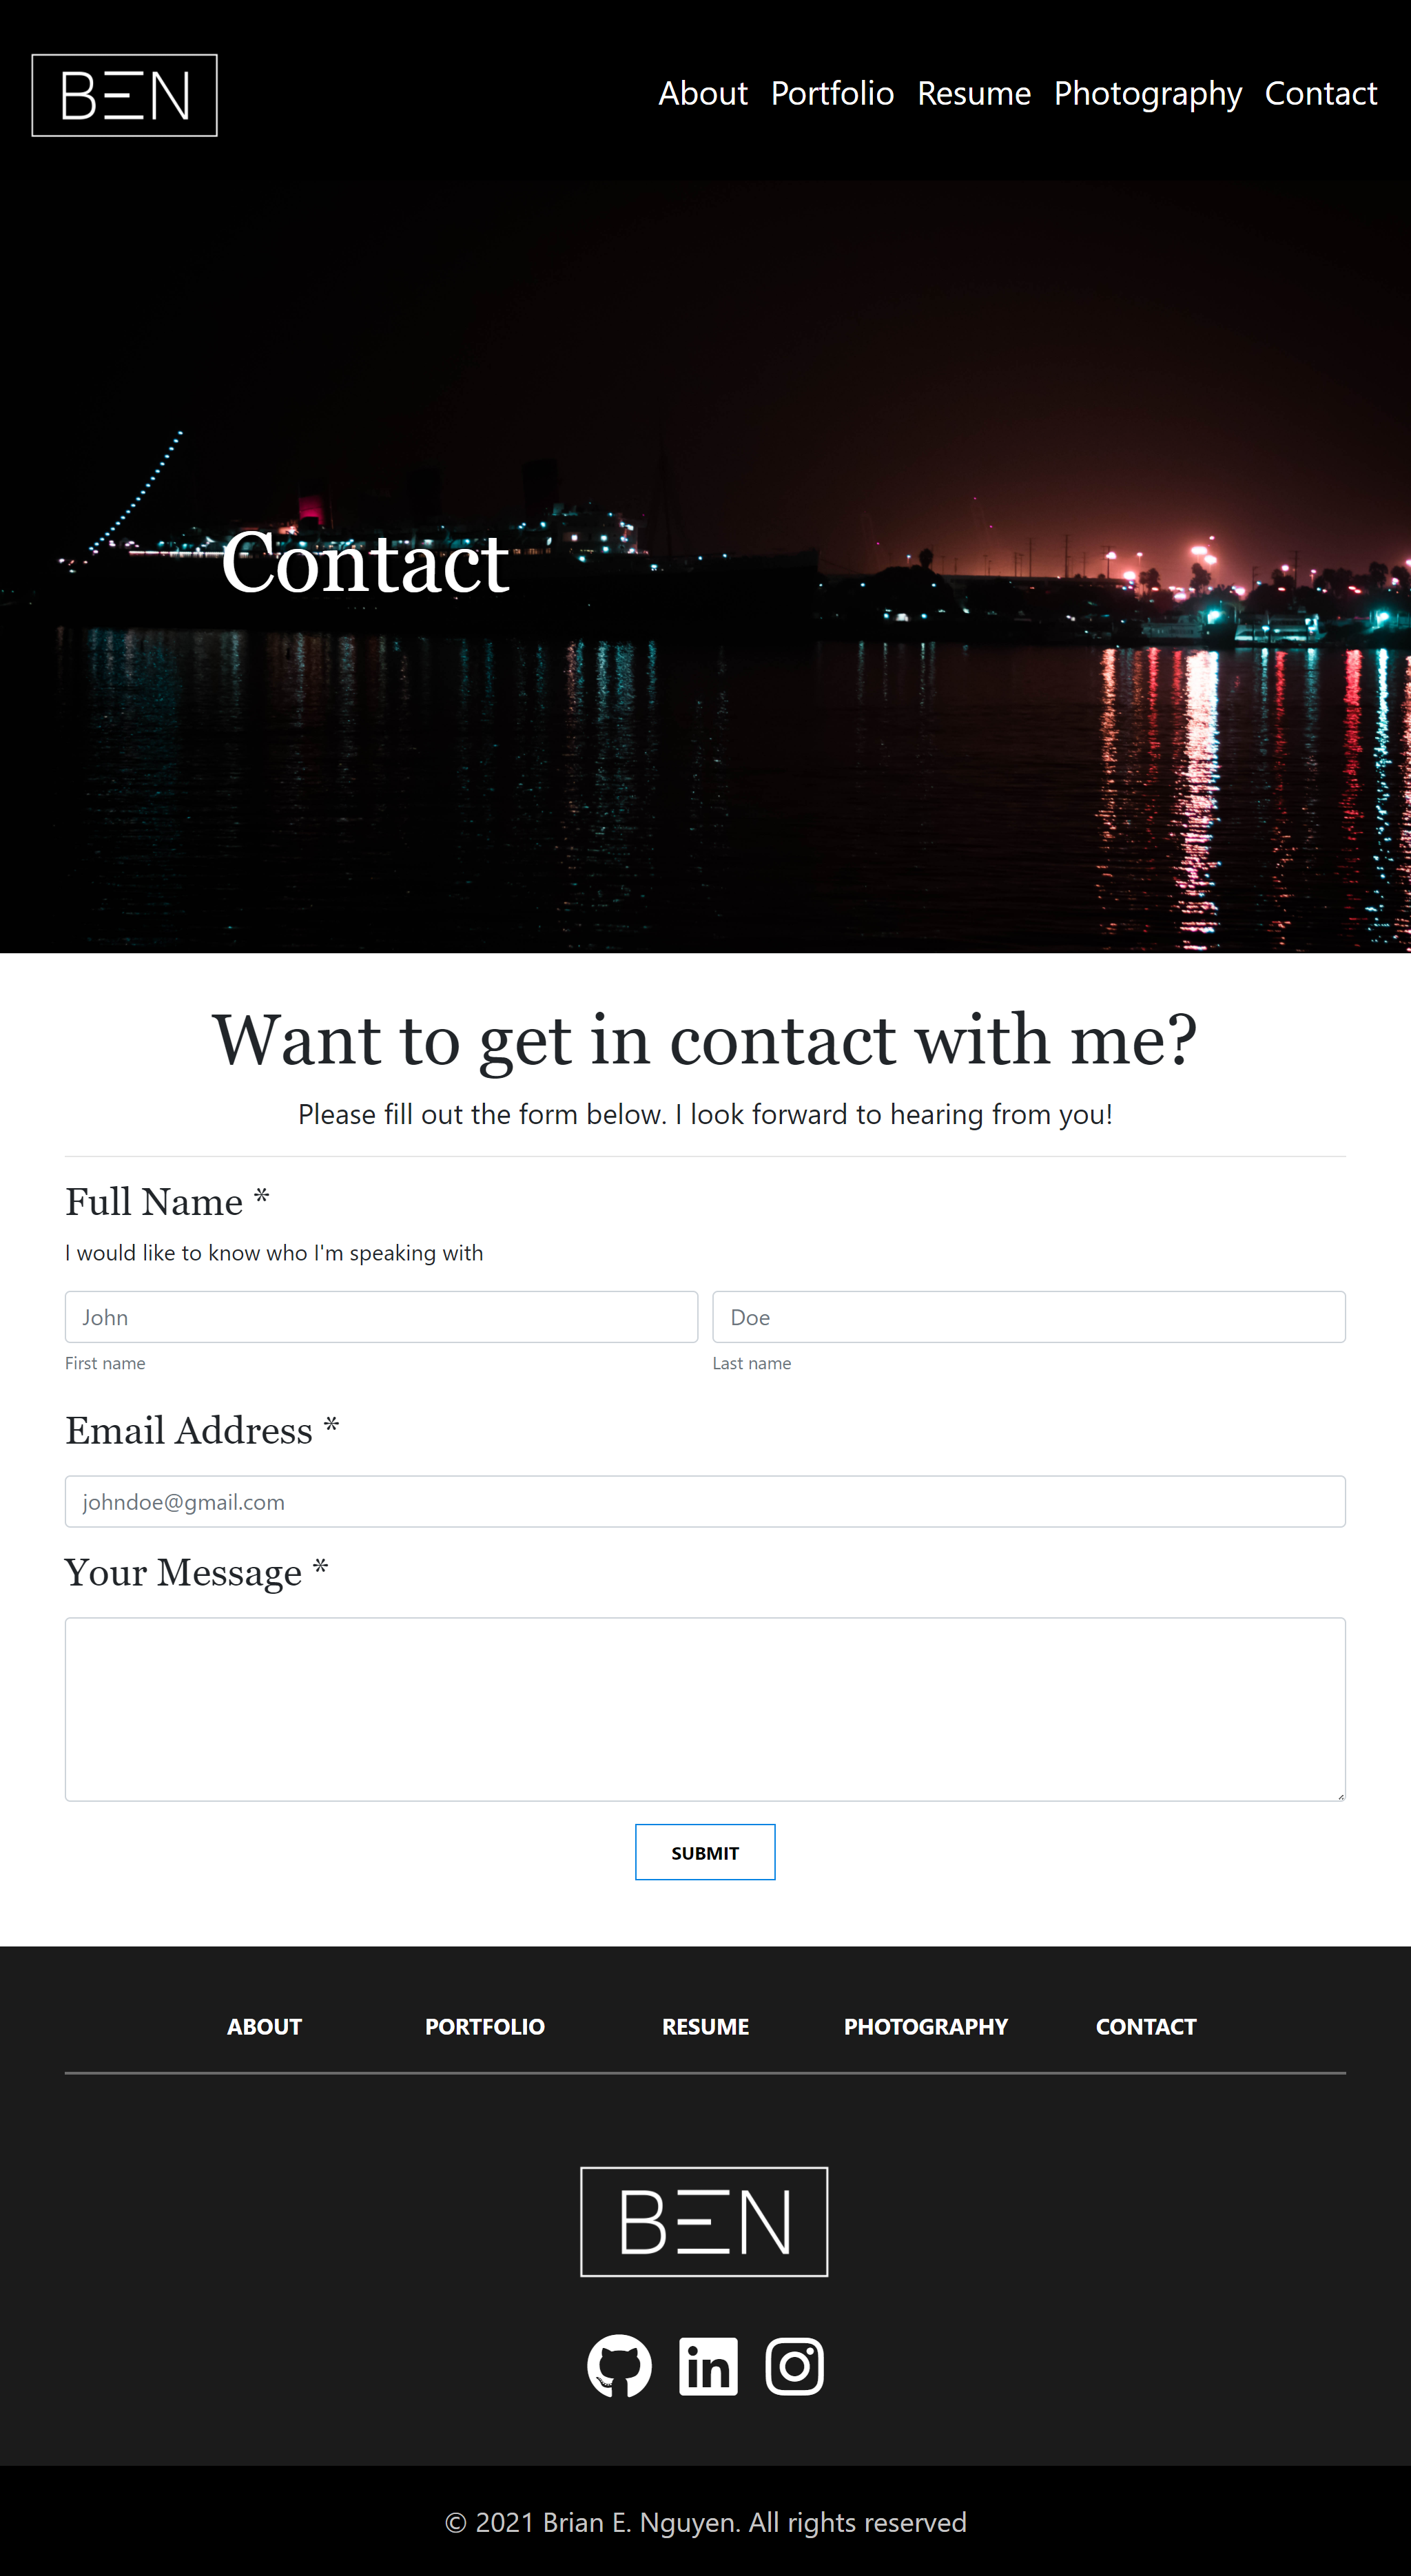 BEN
About Portfolio Resume Photography Contact
Contact
Want to get in contact with me?
Please fill out the form below. I look forward to hearing from you!
Full Name *
I would like to know who I'm speaking with
John Doe
First name Last name
Email Address *
johndoe@gmail.com
Your Message *
SUBMIT
ABOUT PORTFOLIO RESUME PHOTOGRAPHY CONTACT
BEN
in
© 2021 Brian E. Nguyen. All rights reserved